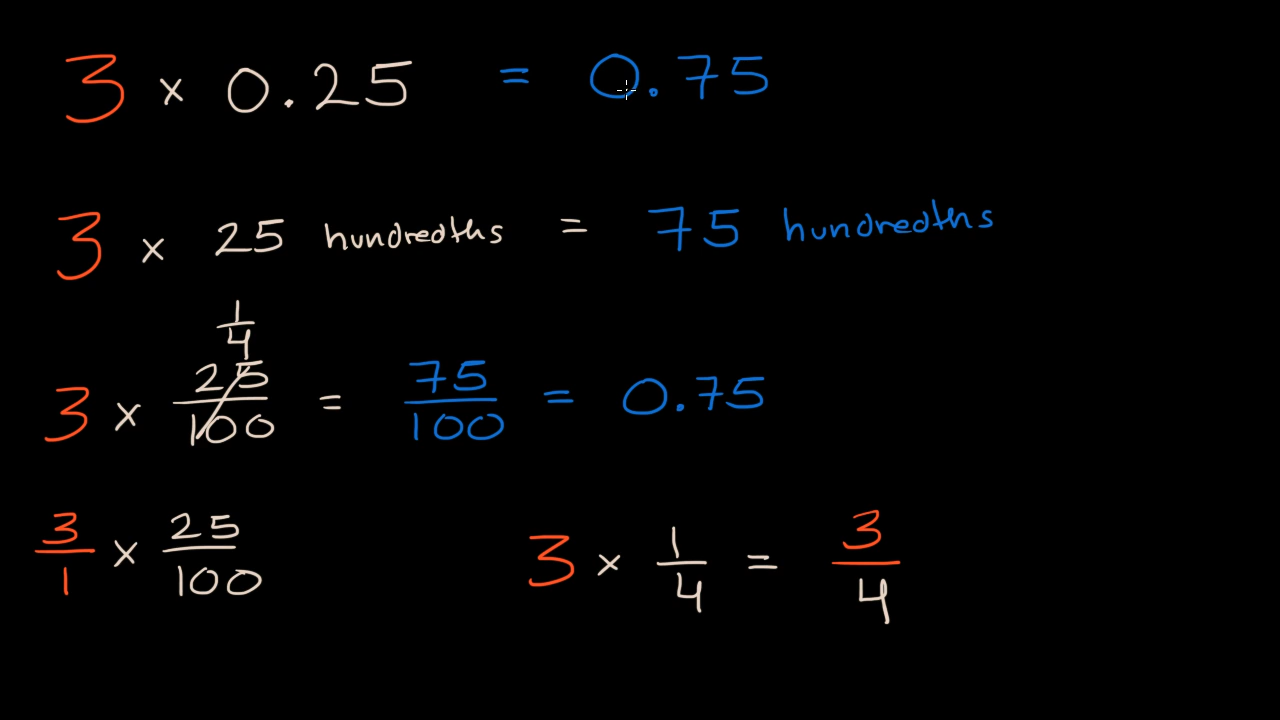 3 × 0.25 = 0.75
3 × 25 hundredths = 75 hundredths
1/4
3 × 25/100 = 75/100 = 0.75
3/1 × 25/100 3 × 1/4 = 3/4